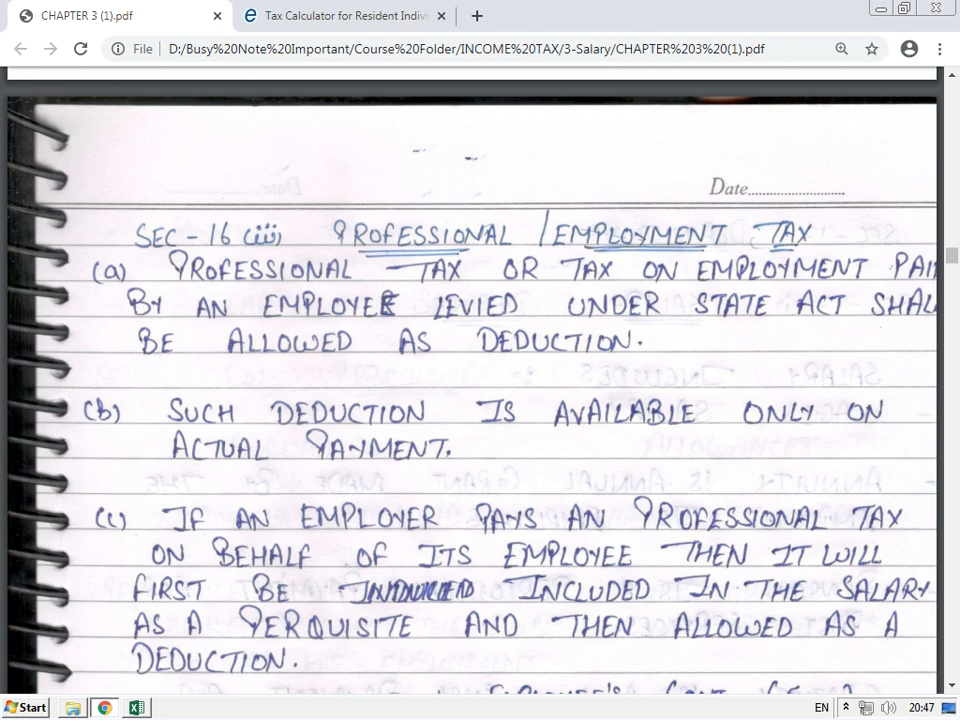 CHAPTER 3 (1).pdf
Tax Calculator for Resident Indivi
File
D:/Busy%20Note%20Important/Course%20Folder/INCOME%20TAX/3-Salary/CHAPTER%203%20(1).pdf
Date
SEC-16 (iii) PROFESSIONAL / EMPLOYMENT TAX
(a) PROFESSIONAL TAX OR TAX ON EMPLOYMENT PAI
BY AN EMPLOYEE LEVIED UNDER STATE ACT SHAL
BE ALLOWED AS DEDUCTION.
(b) SUCH DEDUCTION IS AVAILABLE ONLY ON
ACTUAL PAYMENT.
(c) IF AN EMPLOYER PAYS AN PROFESSIONAL TAX
ON BEHALF OF ITS EMPLOYEE THEN IT WILL
FIRST BE INCLUDED IN THE SALARY
AS A PERQUISITE AND THEN ALLOWED AS A
DEDUCTION.
Start
EN
20:47